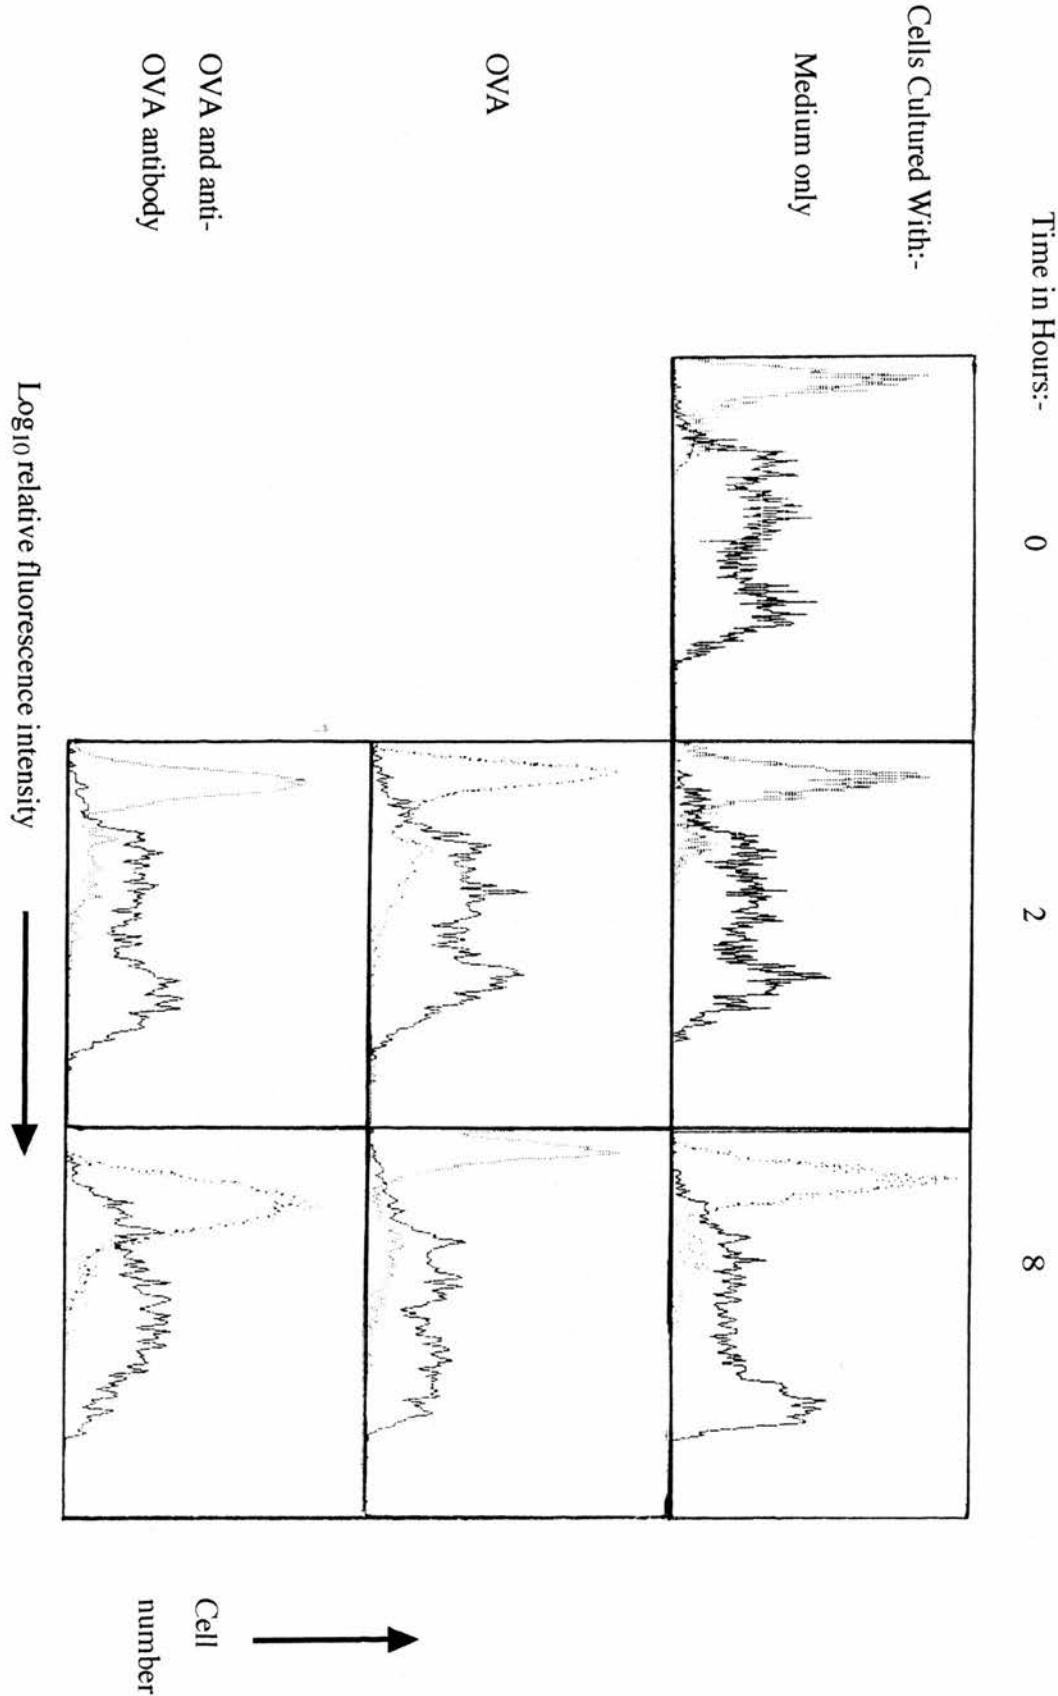 Time in Hours:-
0 2 8
Cells Cultured With:-
Medium only
OVA
OVA and anti-
OVA antibody
Log10 relative fluorescence intensity
Cell
number